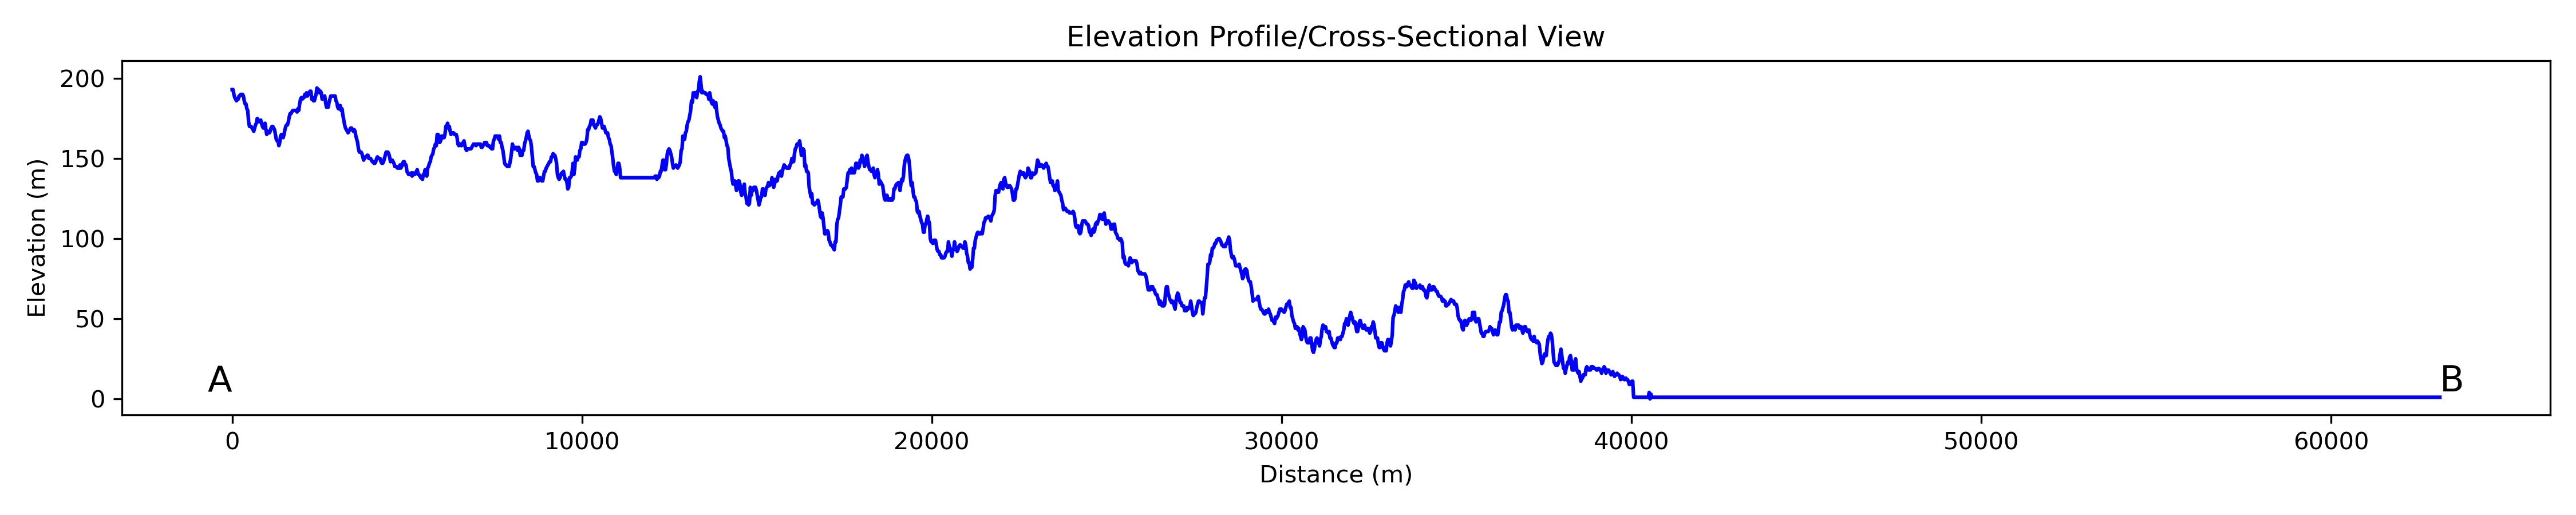 Elevation Profile/Cross-Sectional View
Elevation (m)
200
150
100
50
0
A
B
0
10000
20000
30000
40000
50000
60000
Distance (m)